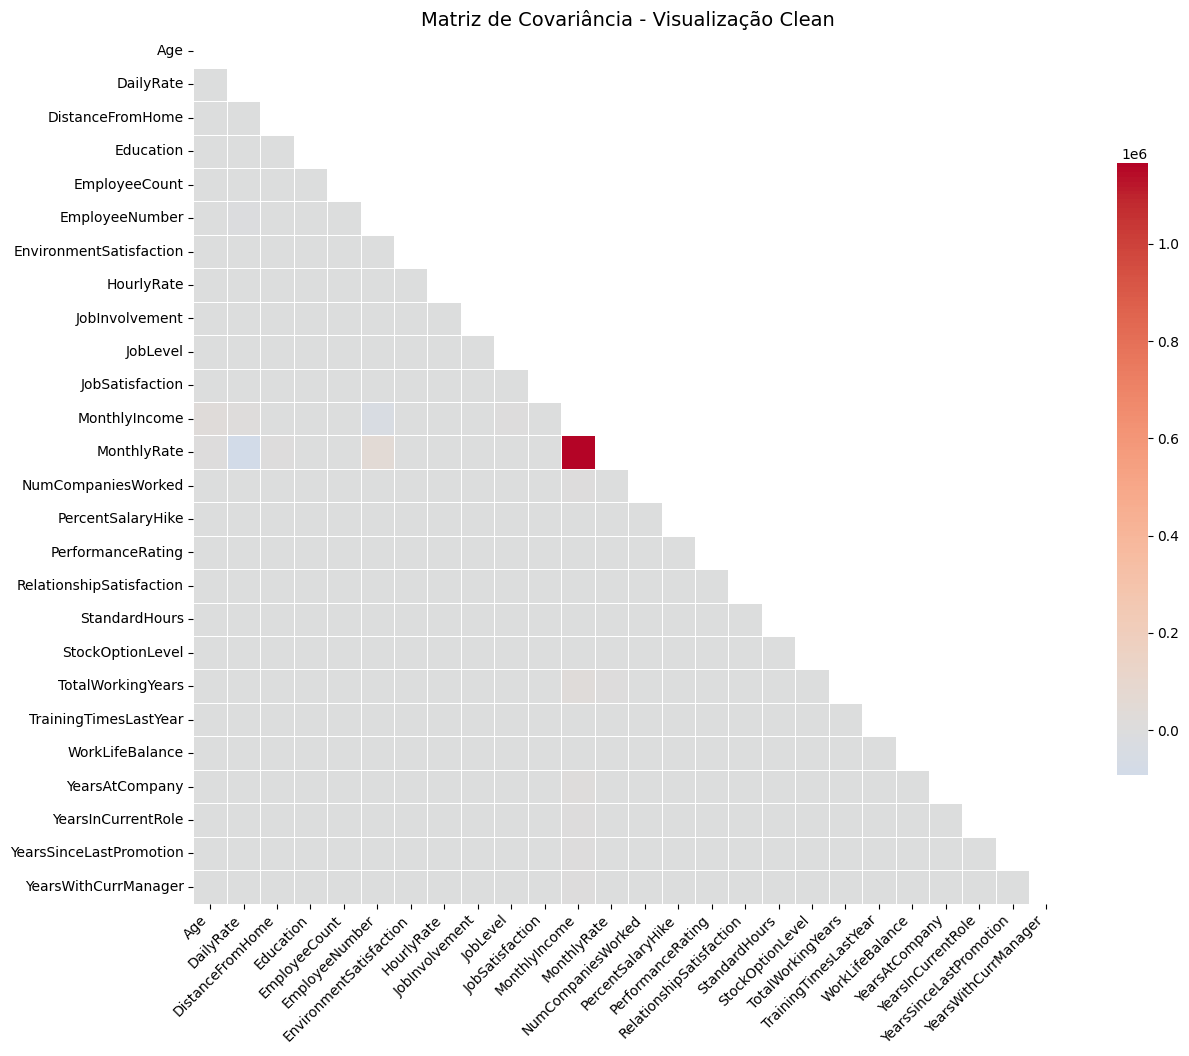 Matriz de Covariância - Visualização Clean
Age
DailyRate
DistanceFromHome
Education
EmployeeCount
EmployeeNumber
EnvironmentSatisfaction
HourlyRate
JobInvolvement
JobLevel
JobSatisfaction
MonthlyIncome
MonthlyRate
NumCompaniesWorked
PercentSalaryHike
PerformanceRating
RelationshipSatisfaction
StandardHours
StockOptionLevel
TotalWorkingYears
TrainingTimesLastYear
WorkLifeBalance
YearsAtCompany
YearsInCurrentRole
YearsSinceLastPromotion
YearsWithCurrManager
Age
DailyRate
DistanceFromHome
Education
EmployeeCount
EmployeeNumber
EnvironmentSatisfaction
HourlyRate
JobInvolvement
JobLevel
JobSatisfaction
MonthlyIncome
MonthlyRate
NumCompaniesWorked
PercentSalaryHike
PerformanceRating
RelationshipSatisfaction
StandardHours
StockOptionLevel
TotalWorkingYears
TrainingTimesLastYear
WorkLifeBalance
YearsAtCompany
YearsInCurrentRole
YearsSinceLastPromotion
YearsWithCurrManager
1e6
1.0
0.8
0.6
0.4
0.2
0.0